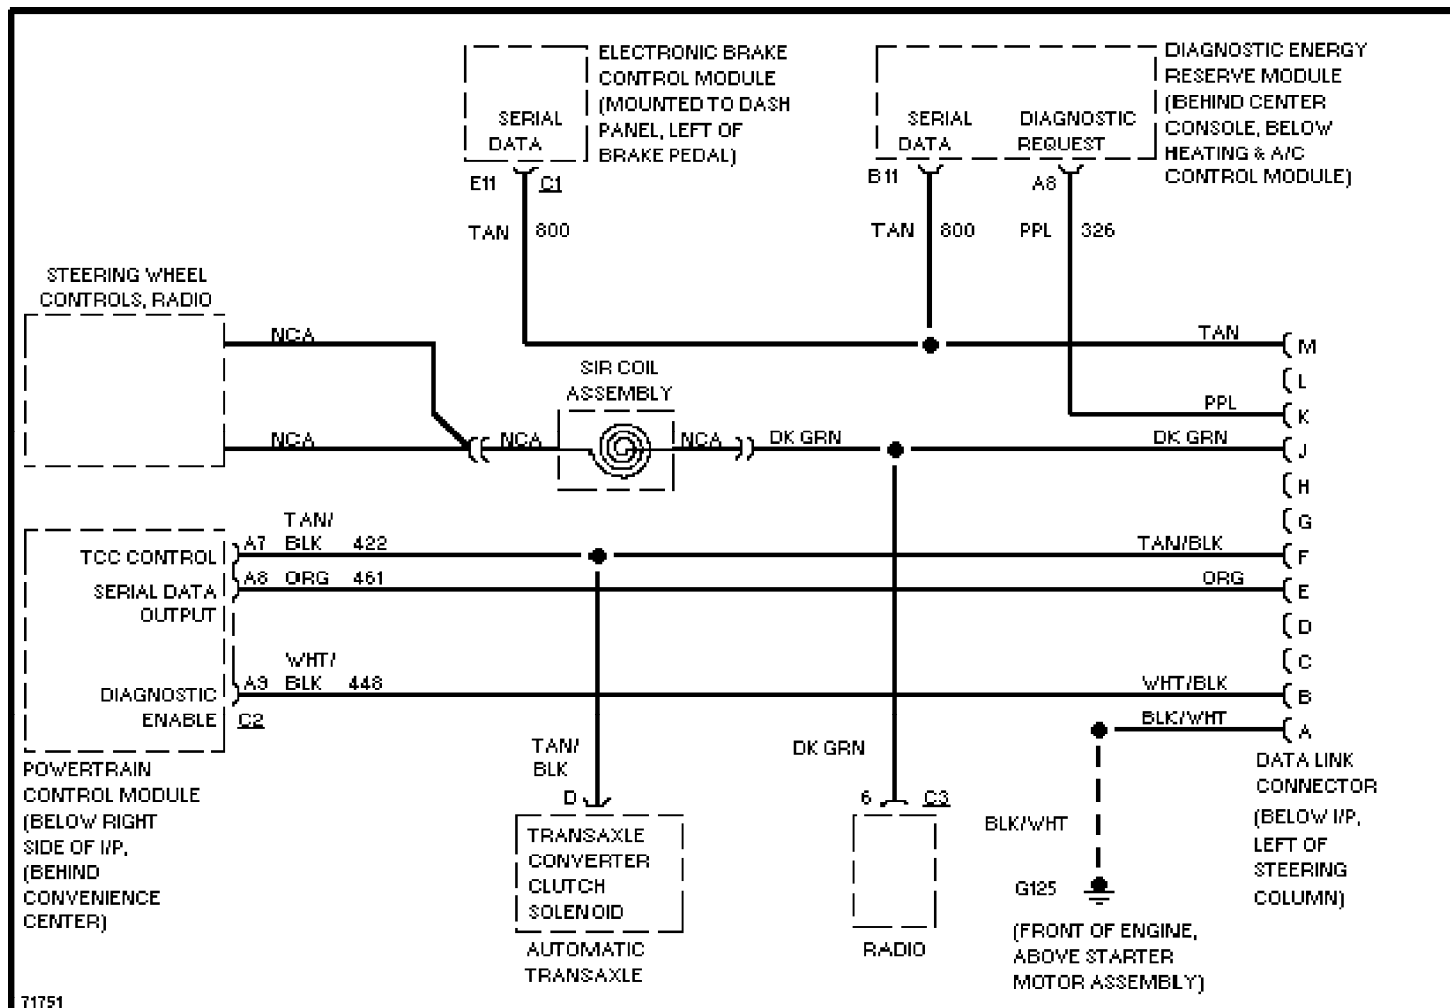 ELECTRONIC BRAKE
CONTROL MODULE
(MOUNTED TO DASH
PANEL, LEFT OF
BRAKE PEDAL)
SERIAL
DATA
E11 C1
TAN 800
DIAGNOSTIC ENERGY
RESERVE MODULE
(BEHIND CENTER
CONSOLE, BELOW
HEATING & A/C
CONTROL MODULE)
SERIAL
DATA
DIAGNOSTIC
REQUEST
B11
A8
TAN 800
PPL 326
STEERING WHEEL
CONTROLS, RADIO
NCA
NCA
NCA
SIR COIL
ASSEMBLY
NCA
DK GRN
TAN
M
L
PPL
K
DK GRN
J
H
G
TAN/BLK
F
ORG
E
D
C
WHT/BLK
B
BLK/WHT
A
TCC CONTROL
SERIAL DATA
OUTPUT
DIAGNOSTIC
ENABLE
A7
TAN/
BLK 422
A8 ORG 461
WHT/
A9 BLK 448
C2
POWERTRAIN
CONTROL MODULE
(BELOW RIGHT
SIDE OF I/P,
(BEHIND
CONVENIENCE
CENTER)
TAN/
BLK
D
TRANSAXLE
CONVERTER
CLUTCH
SOLENOID
AUTOMATIC
TRANSAXLE
DK GRN
6 C3
RADIO
BLK/WHT
G125
(FRONT OF ENGINE,
ABOVE STARTER
MOTOR ASSEMBLY)
DATA LINK
CONNECTOR
(BELOW I/P,
LEFT OF
STEERING
COLUMN)
71751